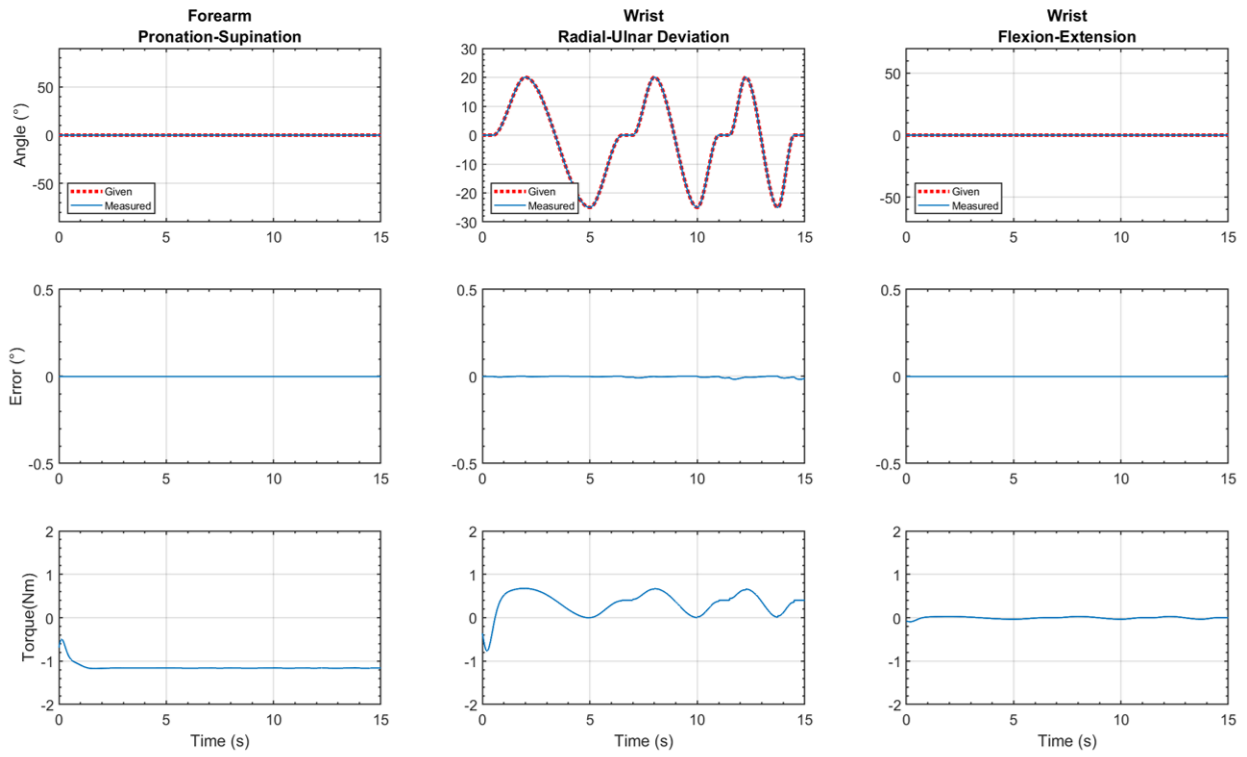 Forearm
Pronation-Supination
Wrist
Radial-Ulnar Deviation
Wrist
Flexion-Extension
Angle (°)
50
0
-50
Given
Measured
0 5 10 15
30
20
10
0
-10
-20
-30
Given
Measured
0 5 10 15
50
0
-50
Given
Measured
0 5 10 15
Error (°)
0.5
0
-0.5
0 5 10 15
0.5
0
-0.5
0 5 10 15
0.5
0
-0.5
0 5 10 15
Torque(Nm)
2
1
0
-1
-2
0 5 10 15
Time (s)
2
1
0
-1
-2
0 5 10 15
Time (s)
2
1
0
-1
-2
0 5 10 15
Time (s)